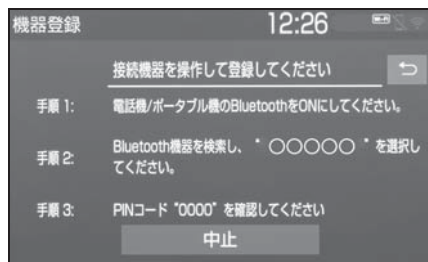 機器登録
12:26
接続機器を操作して登録してください
手順 1:
電話機/ポータブル機のBluetoothをONにしてください。
手順 2:
Bluetooth機器を検索し、"○○○○○"を選択し
てください。
手順 3:
PINコード"0000"を確認してください
中止